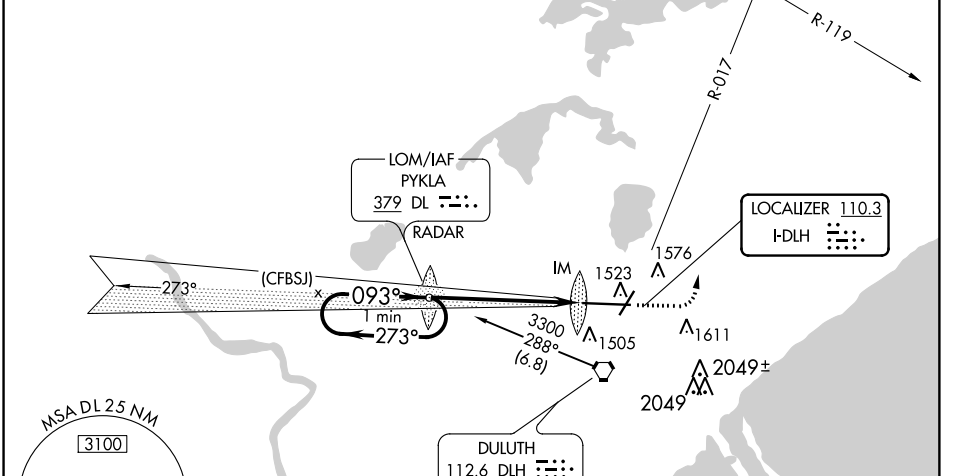 R-119
R-017
LOM/IAF
PYKLA
379 DL
RADAR
LOCALIZER 110.3
I-DLH
1576
IM
1523
(CFBSJ)
273°
x
093°
1 min
273°
3300
288°
(6.8)
1505
1611
2049±
2049
MSA DL 25 NM
3100
DULUTH
112.6 DLH